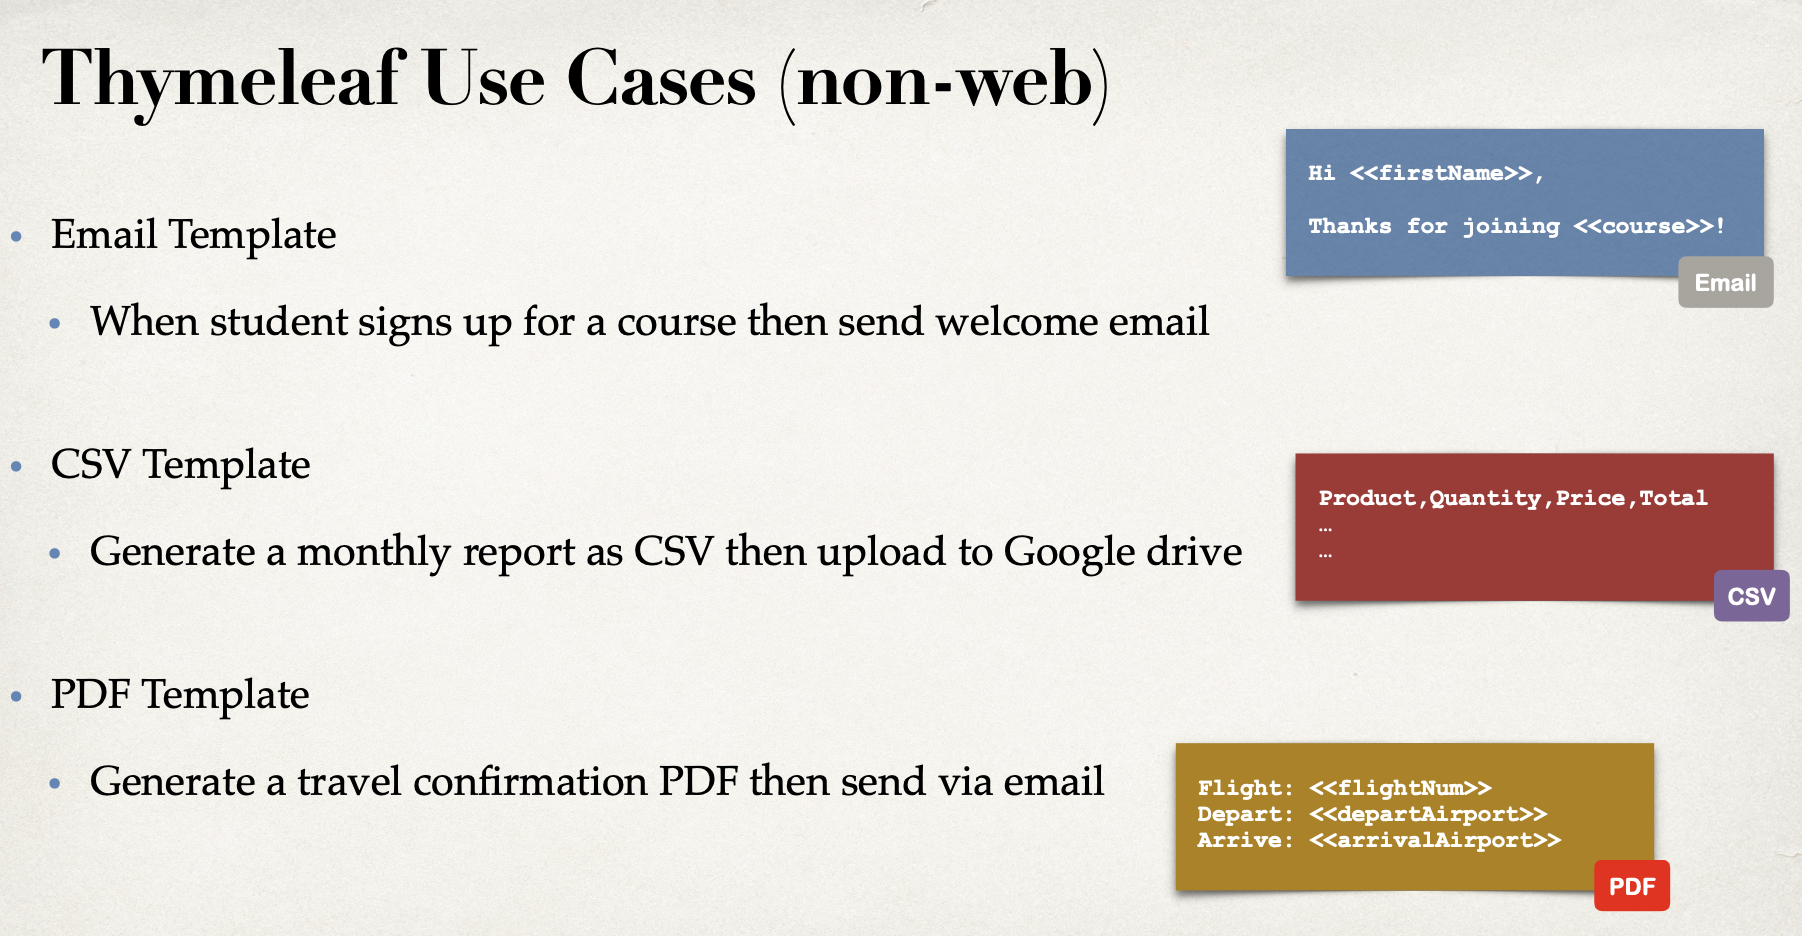 Thymeleaf Use Cases (non-web)
• Email Template
• When student signs up for a course then send welcome email
Hi <<firstName>>,
Thanks for joining <<course>>!
Email
• CSV Template
• Generate a monthly report as CSV then upload to Google drive
Product,Quantity,Price,Total
…
…
CSV
• PDF Template
• Generate a travel confirmation PDF then send via email
Flight: <<flightNum>>
Depart: <<departAirport>>
Arrive: <<arrivalAirport>>
PDF